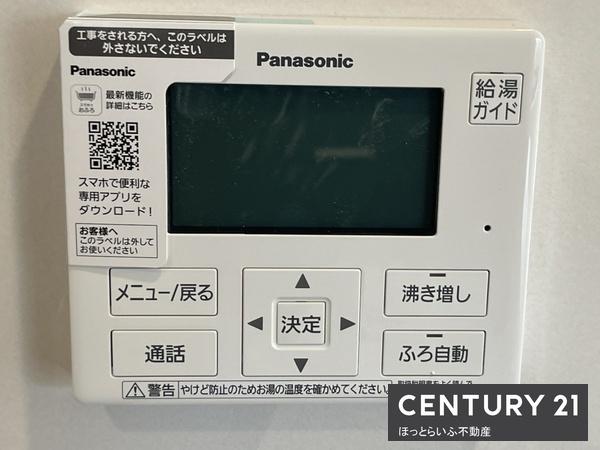 工事をされる方へ、このラベルは
外さないでください
Panasonic
最新機能の
詳細はこちら
スマホで便利な
専用アプリを
ダウンロード！
お客様へ
このラベルは外して
お使いください
Panasonic
給湯
ガイド
メニュー/戻る
通話
決定
沸き増し
ふろ自動
警告 やけど防止のためお湯の温度を確かめてください。
CENTURY 21
ほっとらいふ不動産